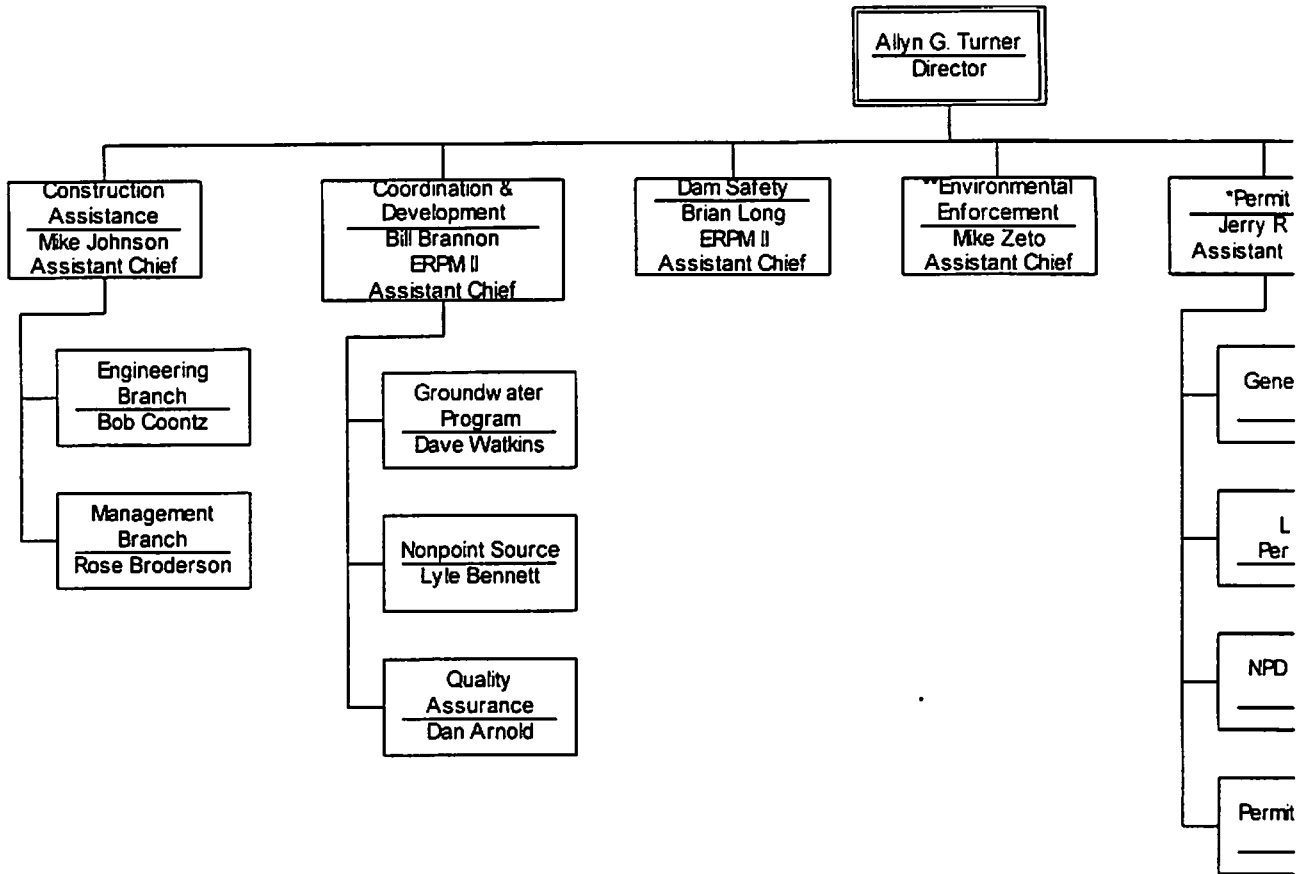 Allyn G. Turner
Director
Construction
Assistance
Mike Johnson
Assistant Chief
Coordination &
Development
Bill Brannon
ERPM II
Assistant Chief
Dam Safety
Brian Long
ERPM II
Assistant Chief
**Environmental
Enforcement
Mike Zeto
Assistant Chief
*Permit
Jerry R
Assistant
Engineering
Branch
Bob Coontz
Management
Branch
Rose Broderson
Groundwater
Program
Dave Watkins
Nonpoint Source
Lyle Bennett
Quality
Assurance
Dan Arnold
Gene
L
Per
NPD
Permit